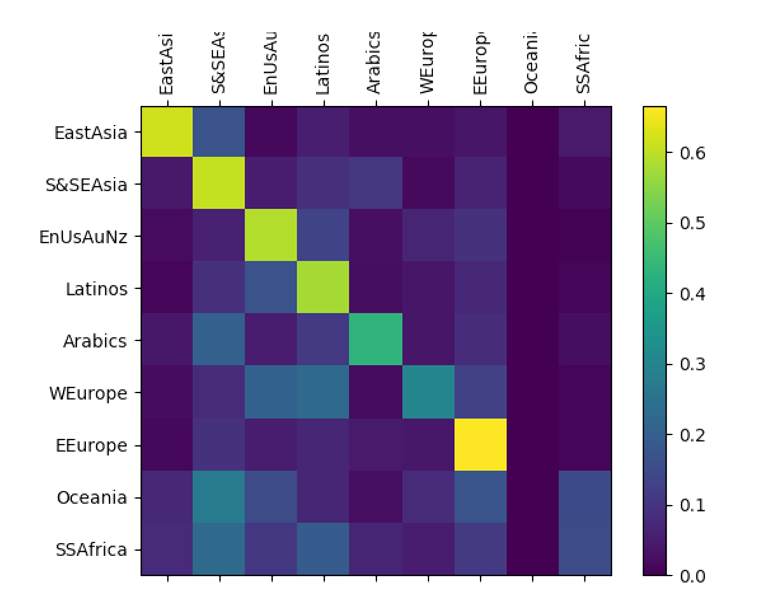 EastAsi
S&SEAs
EnUsAu
Latinos
Arabics
WEurop
EEurope
Oceani
SSAfric
EastAsia
S&SEAsia
EnUsAuNz
Latinos
Arabics
WEurope
EEurope
Oceania
SSAfrica
0.6
0.5
0.4
0.3
0.2
0.1
0.0